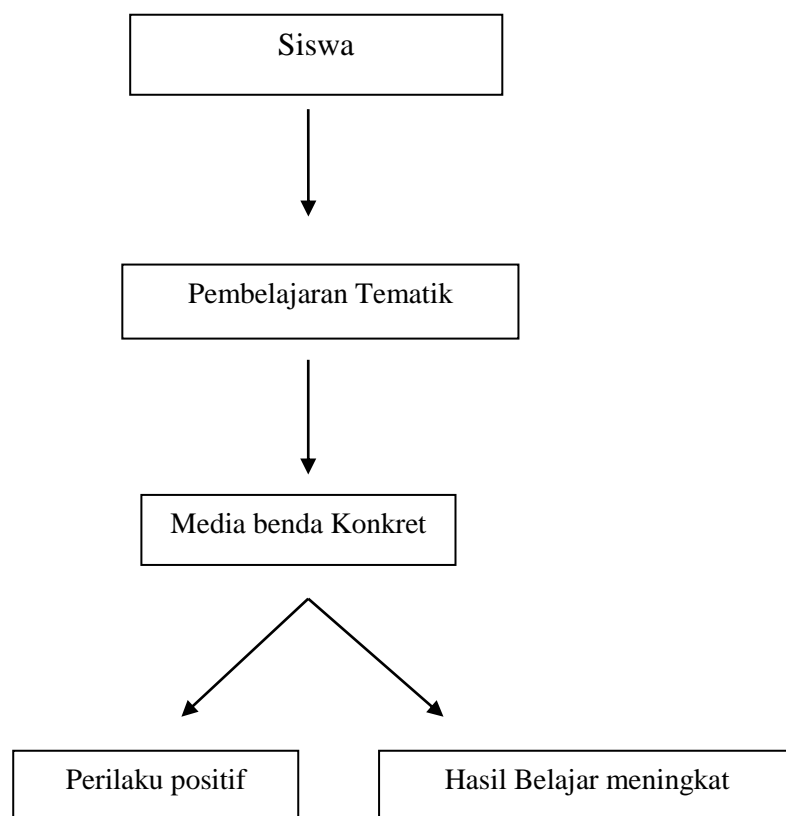 Siswa
Pembelajaran Tematik
Media benda Konkret
Perilaku positif
Hasil Belajar meningkat